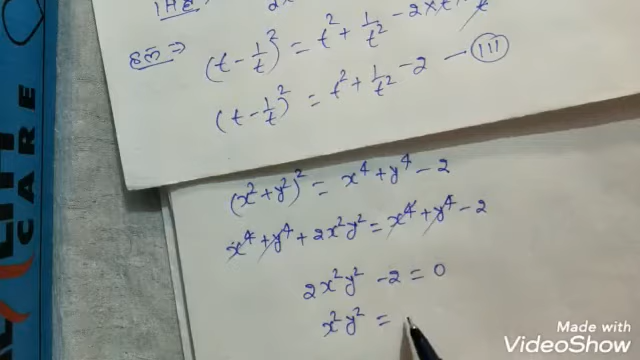 (t - 1/t)² = t² + 1/t² - 2×t×1/t
(t - 1/t)² = t² + 1/t² - 2 — (III)
(x² + y²)² = x⁴ + y⁴ - 2
x⁴ + y⁴ + 2x²y² = x⁴ + y⁴ - 2
2x²y² - 2 = 0
x²y² =
CARE
Made with
VideoShow